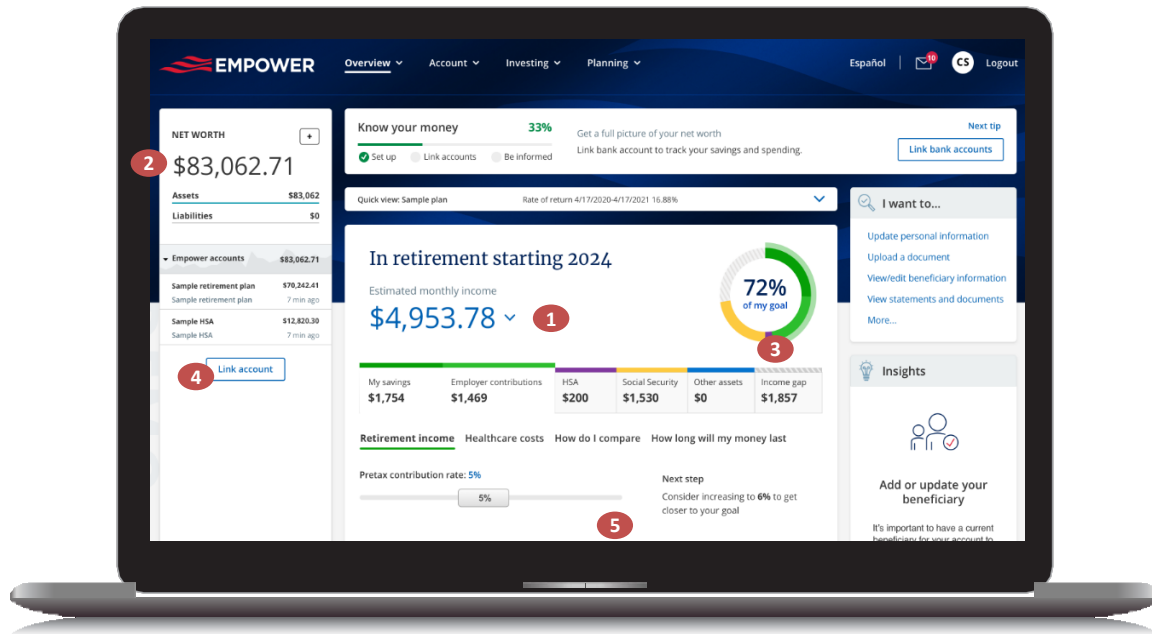 EMPOWER
Overview
Account
Investing
Planning
Español
10
CS
Logout
NET WORTH
+
2
$83,062.71
Assets $83,062
Liabilities $0
Empower accounts $83,062.71
Sample retirement plan $70,242.41
Sample retirement plan 7 min ago
Sample HSA $12,820.30
Sample HSA 7 min ago
4
Link account
Know your money 33%
Set up Link accounts Be informed
Get a full picture of your net worth
Link bank account to track your savings and spending.
Next tip
Link bank accounts
Quick view: Sample plan Rate of return 4/17/2020-4/17/2021 16.88%
In retirement starting 2024
Estimated monthly income
$4,953.78
1
72%
of my goal
3
My savings
$1,754
Employer contributions
$1,469
HSA
$200
Social Security
$1,530
Other assets
$0
Income gap
$1,857
Retirement income Healthcare costs How do I compare How long will my money last
Pretax contribution rate: 5%
5%
Next step
Consider increasing to 6% to get
closer to your goal
5
I want to...
Update personal information
Upload a document
View/edit beneficiary information
View statements and documents
More...
Insights
Add or update your
beneficiary
It's important to have a current
beneficiary for your account to